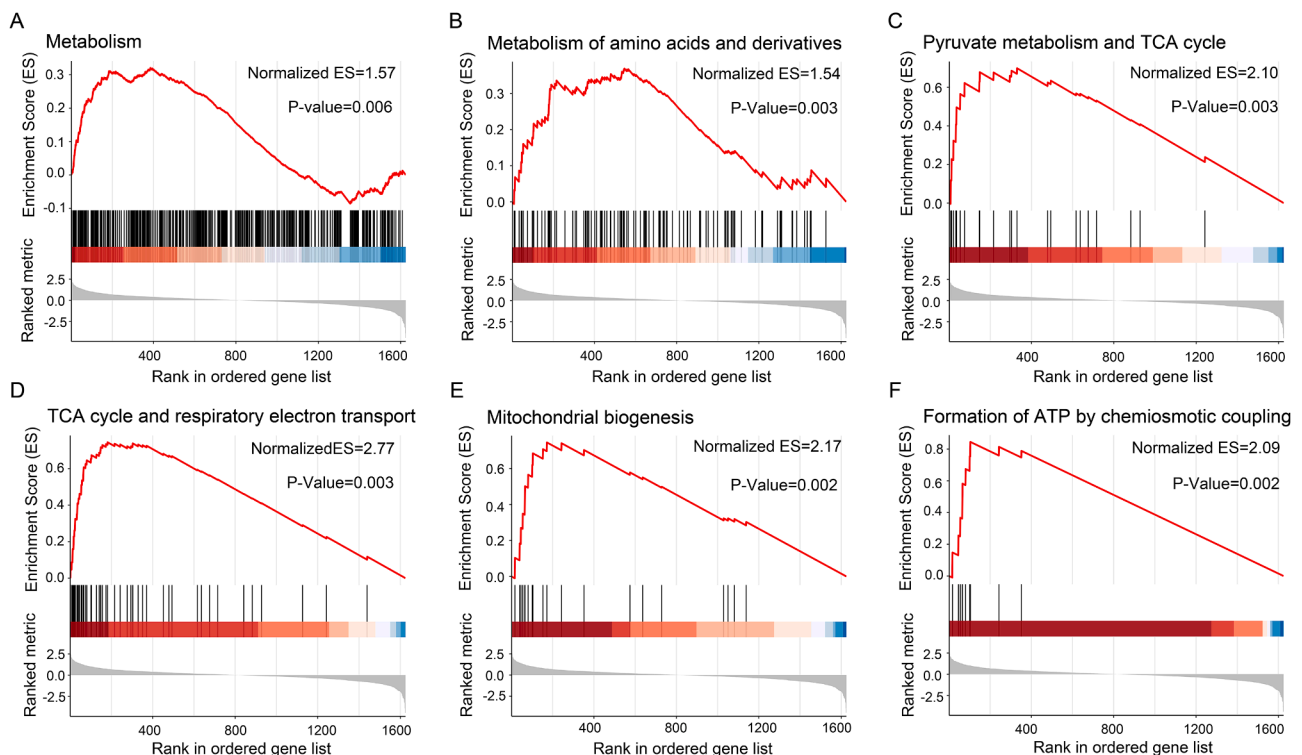 A
Metabolism
Normalized ES=1.57
P-value=0.006
Enrichment Score (ES)
0.3
0.2
0.1
0.0
-0.1
Ranked metric
2.5
0.0
-2.5
400
800
1200
1600
Rank in ordered gene list
B
Metabolism of amino acids and derivatives
Normalized ES=1.54
P-Value=0.003
Enrichment Score (ES)
0.3
0.2
0.1
0.0
Ranked metric
2.5
0.0
-2.5
400
800
1200
1600
Rank in ordered gene list
C
Pyruvate metabolism and TCA cycle
Normalized ES=2.10
P-Value=0.003
Enrichment Score (ES)
0.6
0.4
0.2
0.0
Ranked metric
2.5
0.0
-2.5
400
800
1200
1600
Rank in ordered gene list
D
TCA cycle and respiratory electron transport
NormalizedES=2.77
P-Value=0.003
Enrichment Score (ES)
0.6
0.4
0.2
0.0
Ranked metric
2.5
0.0
-2.5
400
800
1200
1600
Rank in ordered gene list
E
Mitochondrial biogenesis
Normalized ES=2.17
P-Value=0.002
Enrichment Score (ES)
0.6
0.4
0.2
0.0
Ranked metric
2.5
0.0
-2.5
400
800
1200
1600
Rank in ordered gene list
F
Formation of ATP by chemiosmotic coupling
Normalized ES=2.09
P-Value=0.002
Enrichment Score (ES)
0.8
0.6
0.4
0.2
0.0
Ranked metric
2.5
0.0
-2.5
400
800
1200
1600
Rank in ordered gene list